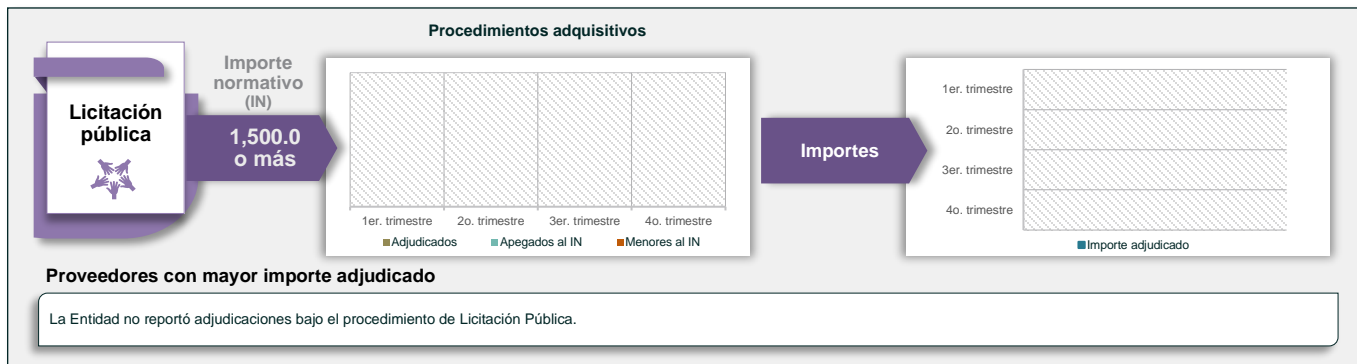 Procedimientos adquisitivos
Licitación
pública
Importe
normativo
(IN)
1,500.0
o más
1er. trimestre 2o. trimestre 3er. trimestre 4o. trimestre
Adjudicados Apegados al IN Menores al IN
Importes
1er. trimestre
2o. trimestre
3er. trimestre
4o. trimestre
Importe adjudicado
Proveedores con mayor importe adjudicado
La Entidad no reportó adjudicaciones bajo el procedimiento de Licitación Pública.